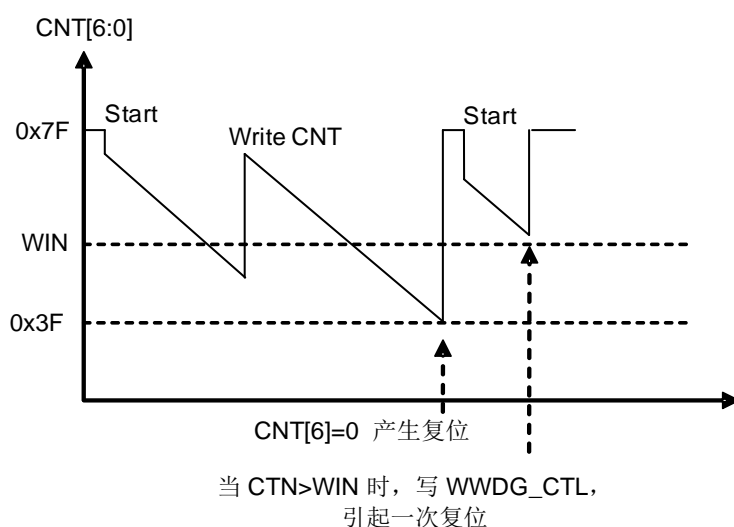 CNT[6:0]
Start
Start
0x7F
Write CNT
WIN
0x3F
CNT[6]=0 产生复位
当 CTN>WIN 时，写 WWDG_CTL，
引起一次复位